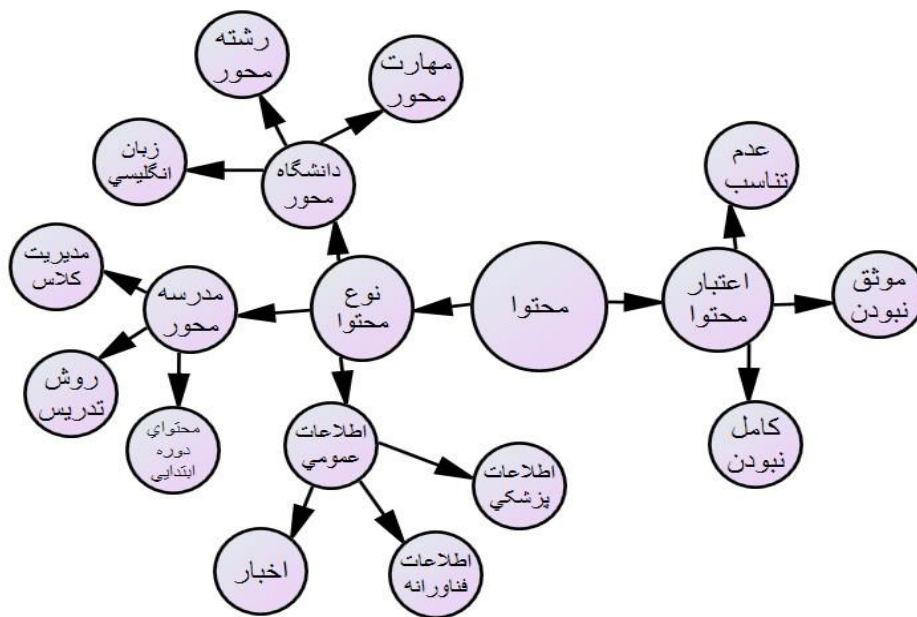 رشته
محور
مهارت
محور
زبان
انگليسي
دانشگاه
محور
عدم
تناسب
مديريت
کلاس
مدرسه
محور
نوع
محتوا
محتوا
اعتبار
محتوا
موثق
نبودن
روش
تدريس
محتواي
دوره
ابتدايي
اطلاعات
عمومي
اطلاعات
پزشکي
کامل
نبودن
اخبار
اطلاعات
فناورانه